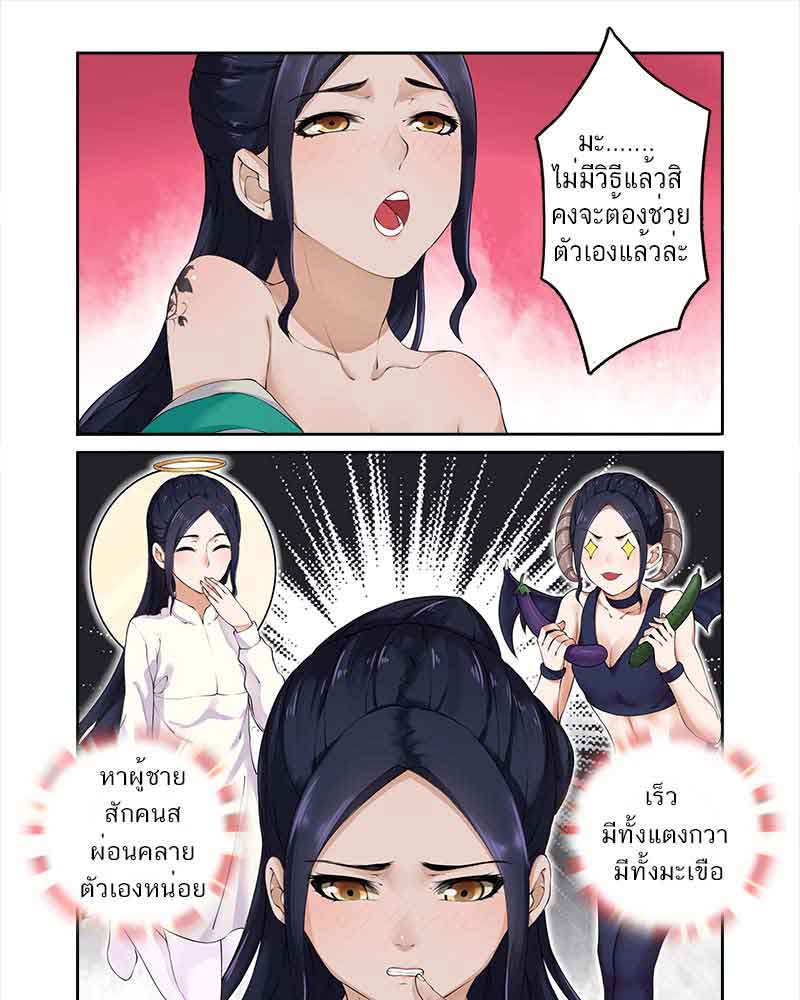 มะ.......
ไม่มีวิธีแล้วสิ
คงจะต้องช่วย
ตัวเองแล้วล่ะ
หาผู้ชาย
สักคนส
ผ่อนคลาย
ตัวเองหน่อย
เร็ว
มีทั้งแตงกวา
มีทั้งมะเขือ